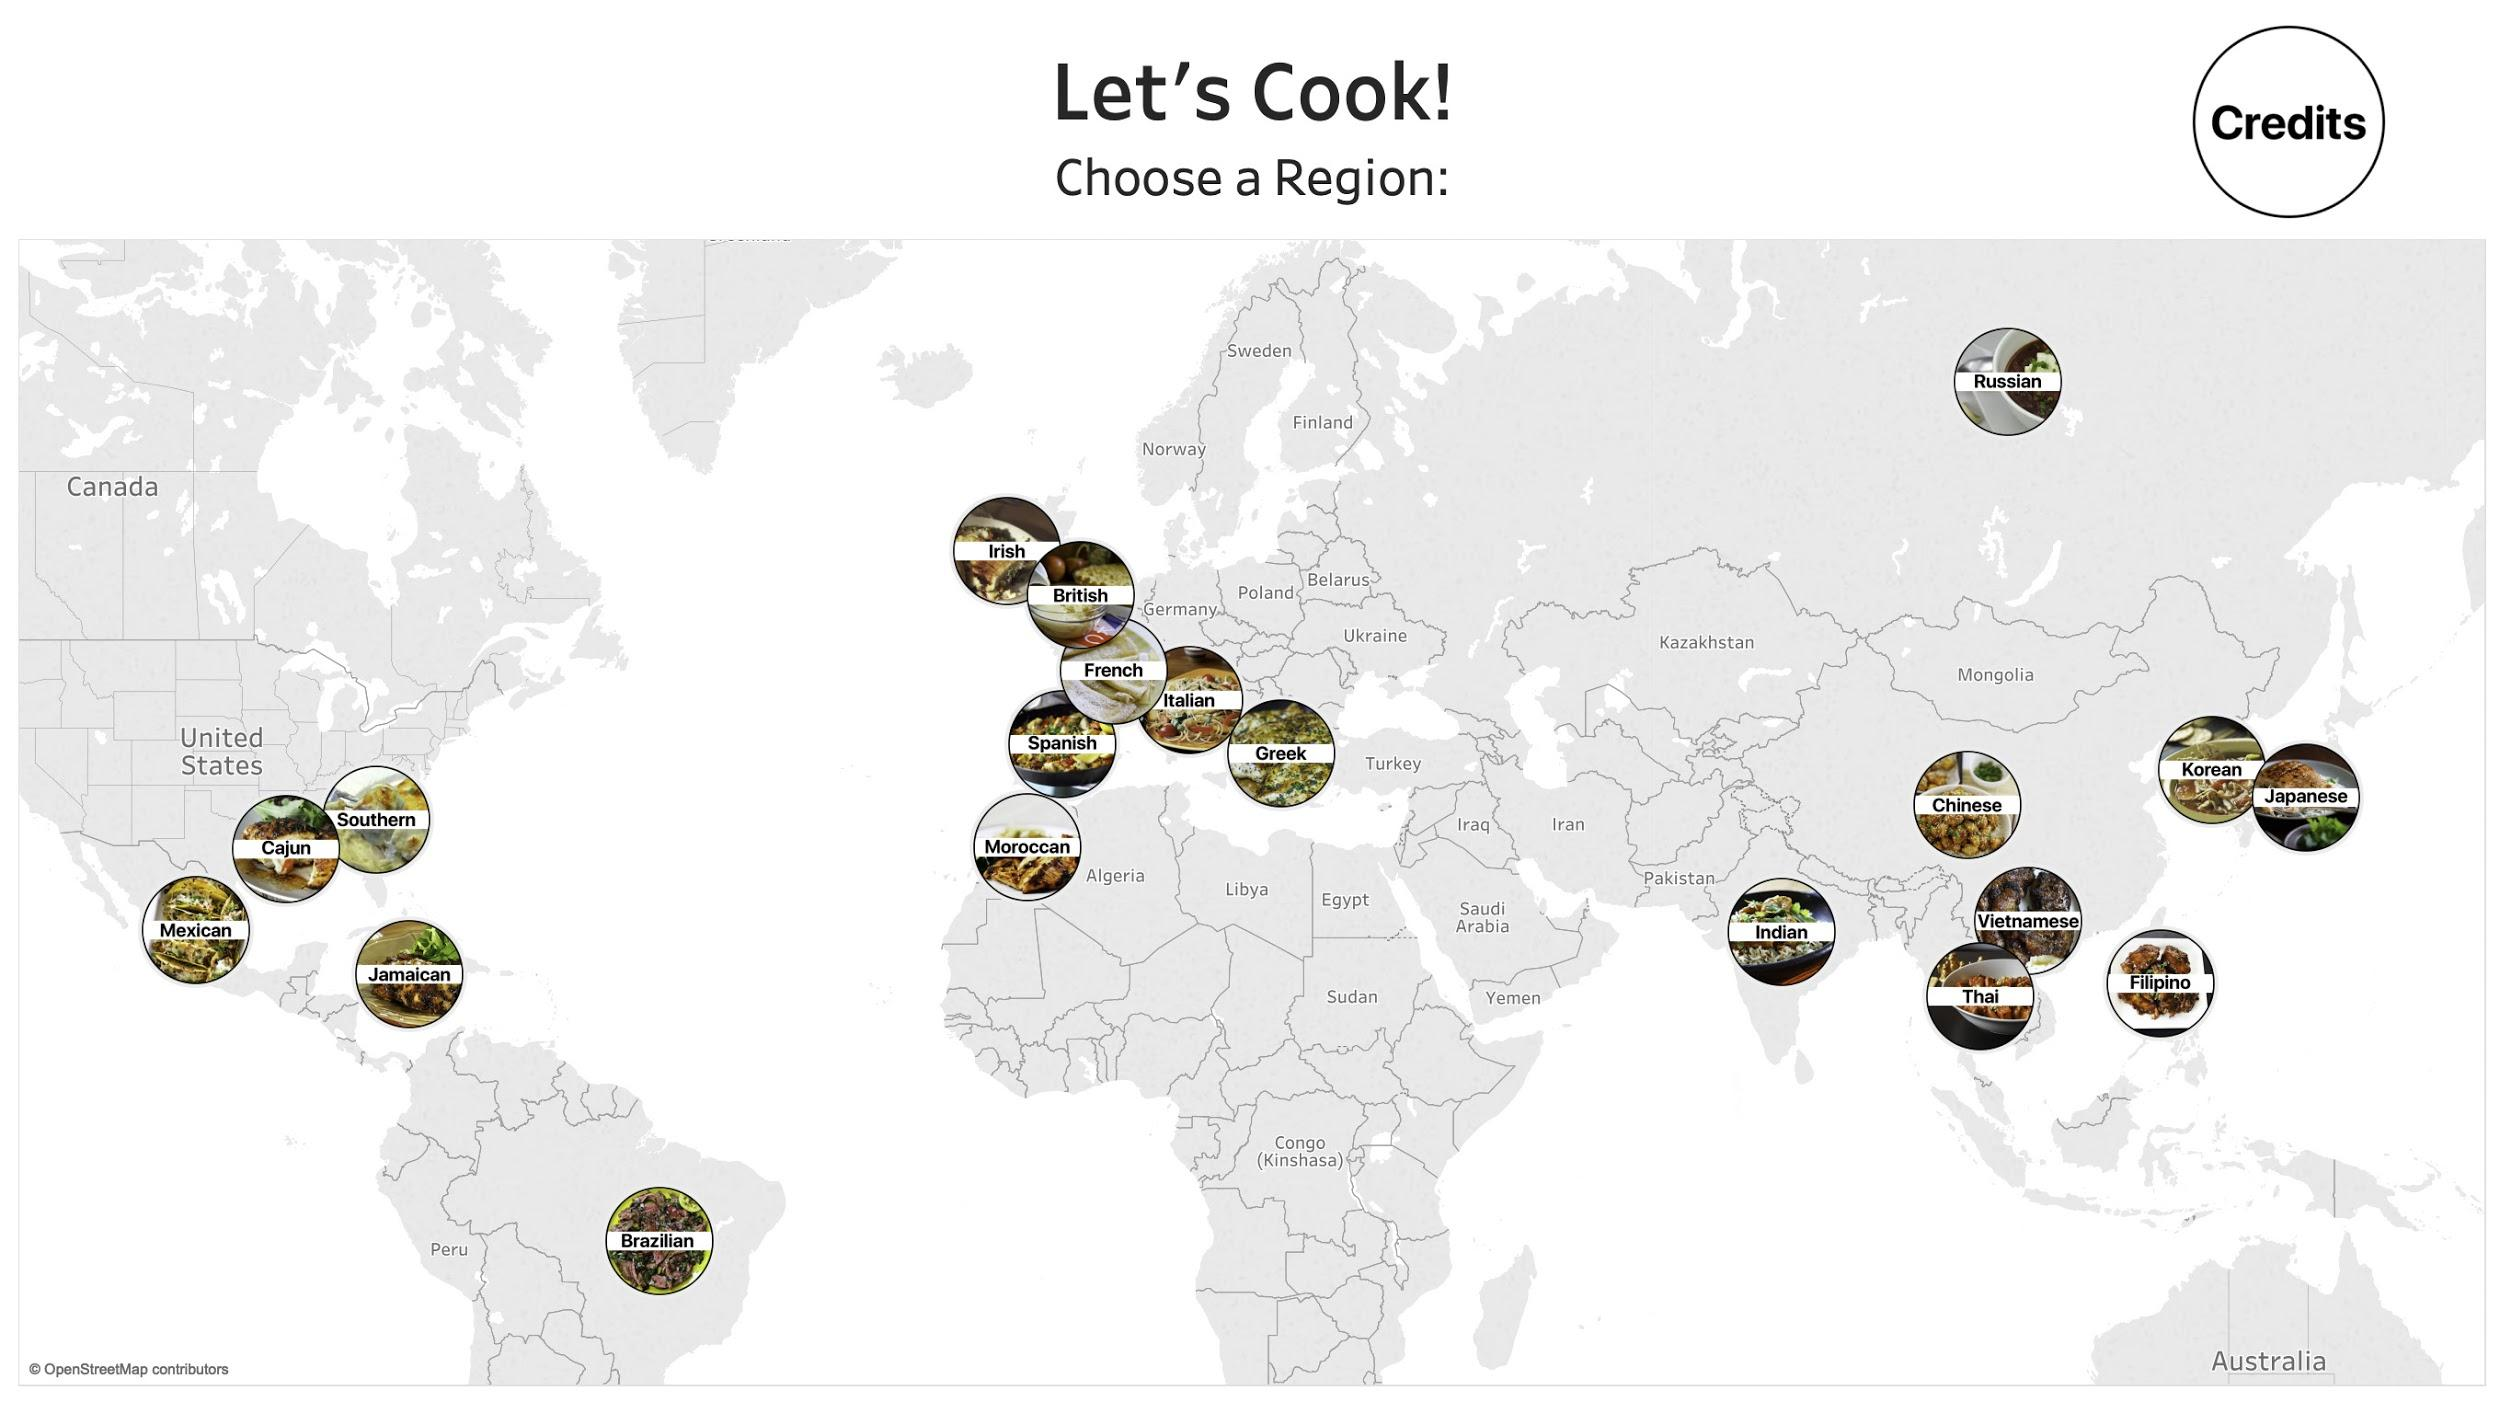 Let's Cook!
Choose a Region:
Credits
Sweden
Finland
Norway
Russian
Canada
Irish
British
Germany
Poland
Belarus
Ukraine
Kazakhstan
Mongolia
French
Italian
Spanish
Greek
Turkey
United
States
Southern
Cajun
Mexican
Jamaican
Moroccan
Algeria
Libya
Egypt
Iraq
Iran
Saudi
Arabia
Pakistan
Indian
Chinese
Korean
Japanese
Vietnamese
Thai
Filipino
Sudan
Yemen
Congo
(Kinshasa)
Peru
Brazilian
Australia
© OpenStreetMap contributors